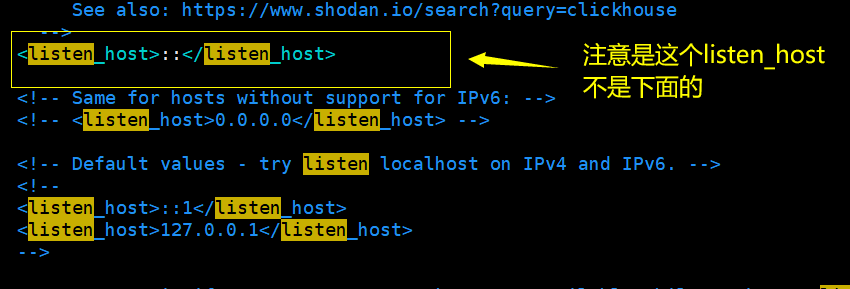 See also: https://www.shodan.io/search?query=clickhouse
-->
<listen_host>::</listen_host>
注意是这个listen_host
不是下面的
<!-- Same for hosts without support for IPv6: -->
<!-- <listen_host>0.0.0.0</listen_host> -->
<!-- Default values - try listen localhost on IPv4 and IPv6. -->
<!--
<listen_host>::1</listen_host>
<listen_host>127.0.0.1</listen_host>
-->